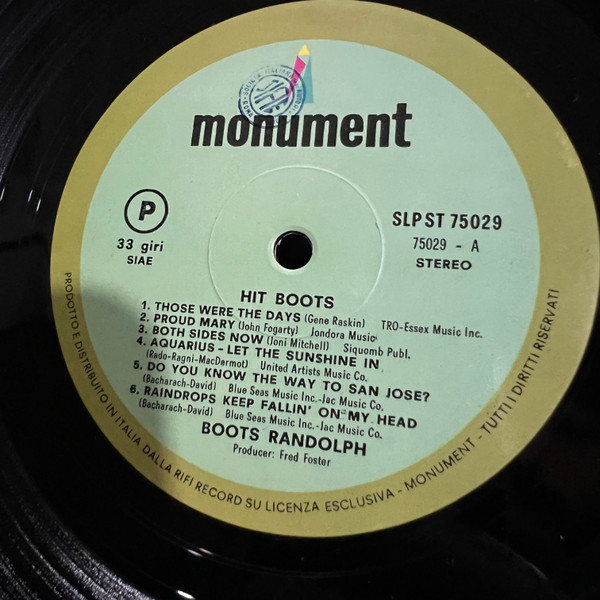 monument
P
33 giri
SIAE
SLP ST 75029
75029 - A
STEREO
HIT BOOTS
1. THOSE WERE THE DAYS (Gene Raskin) TRO-Essex Music Inc.
2. PROUD MARY (John Fogarty) Jondora Music
3. BOTH SIDES NOW (Joni Mitchell) Siquomb Publ.
4. AQUARIUS - LET THE SUNSHINE IN
(Rado-Ragni-MacDermot) United Artists Music Co.
5. DO YOU KNOW THE WAY TO SAN JOSE?
(Bacharach-David) Blue Seas Music Inc.-Jac Music Co.
6. RAINDROPS KEEP FALLIN' ON MY HEAD
(Bacharach-David) Blue Seas Music Inc.-Jac Music Co.
BOOTS RANDOLPH
Producer: Fred Foster
PRODOTTO E DISTRIBUITO IN ITALIA DALLA RIFI RECORD SU LICENZA ESCLUSIVA - MONUMENT - TUTTI I DIRITTI RISERVATI